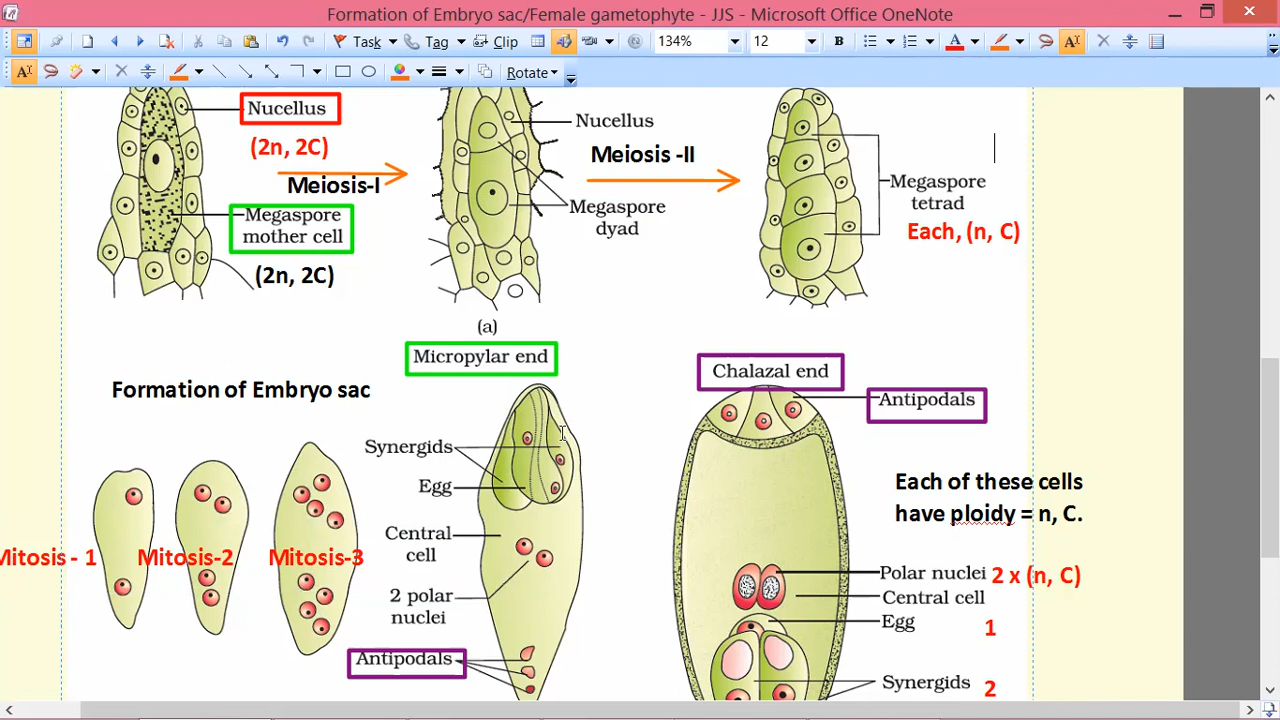 Formation of Embryo sac/Female gametophyte - JJS - Microsoft Office OneNote
Task
Tag
Clip
134%
12
B
A
A
A
Rotate
Nucellus
(2n, 2C)
Meiosis-I
Megaspore
mother cell
(2n, 2C)
Nucellus
Meiosis -II
Megaspore
dyad
Megaspore
tetrad
Each, (n, C)
(a)
Micropylar end
Formation of Embryo sac
Synergids
Egg
Central
cell
2 polar
nuclei
Antipodals
Mitosis - 1
Mitosis-2
Mitosis-3
Chalazal end
Antipodals
Each of these cells
have ploidy = n, C.
Polar nuclei 2 x (n, C)
Central cell
Egg 1
Synergids 2